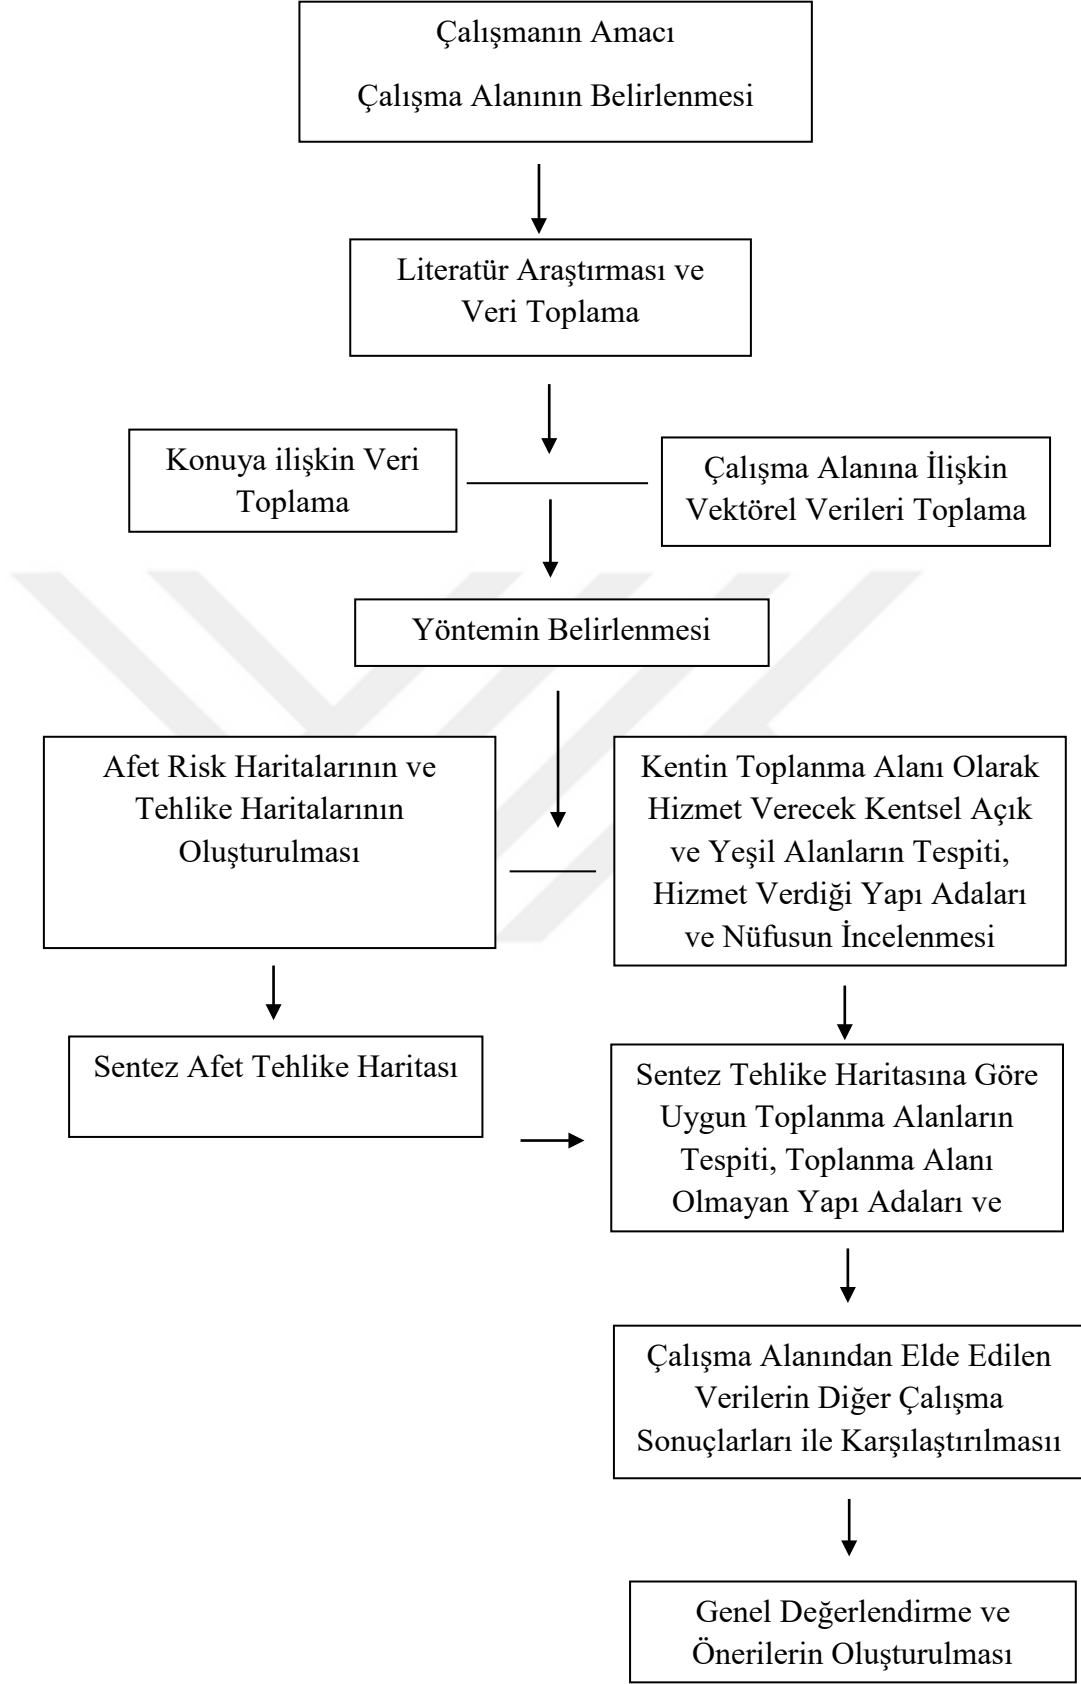 Çalışmanın Amacı
Çalışma Alanının Belirlenmesi
Literatür Araştırması ve
Veri Toplama
Konuya ilişkin Veri
Toplama
Çalışma Alanına İlişkin
Vektörel Verileri Toplama
Yöntemin Belirlenmesi
Afet Risk Haritalarının ve
Tehlike Haritalarının
Oluşturulması
Kentin Toplanma Alanı Olarak
Hizmet Verecek Kentsel Açık
ve Yeşil Alanların Tespiti,
Hizmet Verdiği Yapı Adaları
ve Nüfusun İncelenmesi
Sentez Afet Tehlike Haritası
Sentez Tehlike Haritasına Göre
Uygun Toplanma Alanların
Tespiti, Toplanma Alanı
Olmayan Yapı Adaları ve
Çalışma Alanından Elde Edilen
Verilerin Diğer Çalışma
Sonuçlarları ile Karşılaştırılmasıı
Genel Değerlendirme ve
Önerilerin Oluşturulması